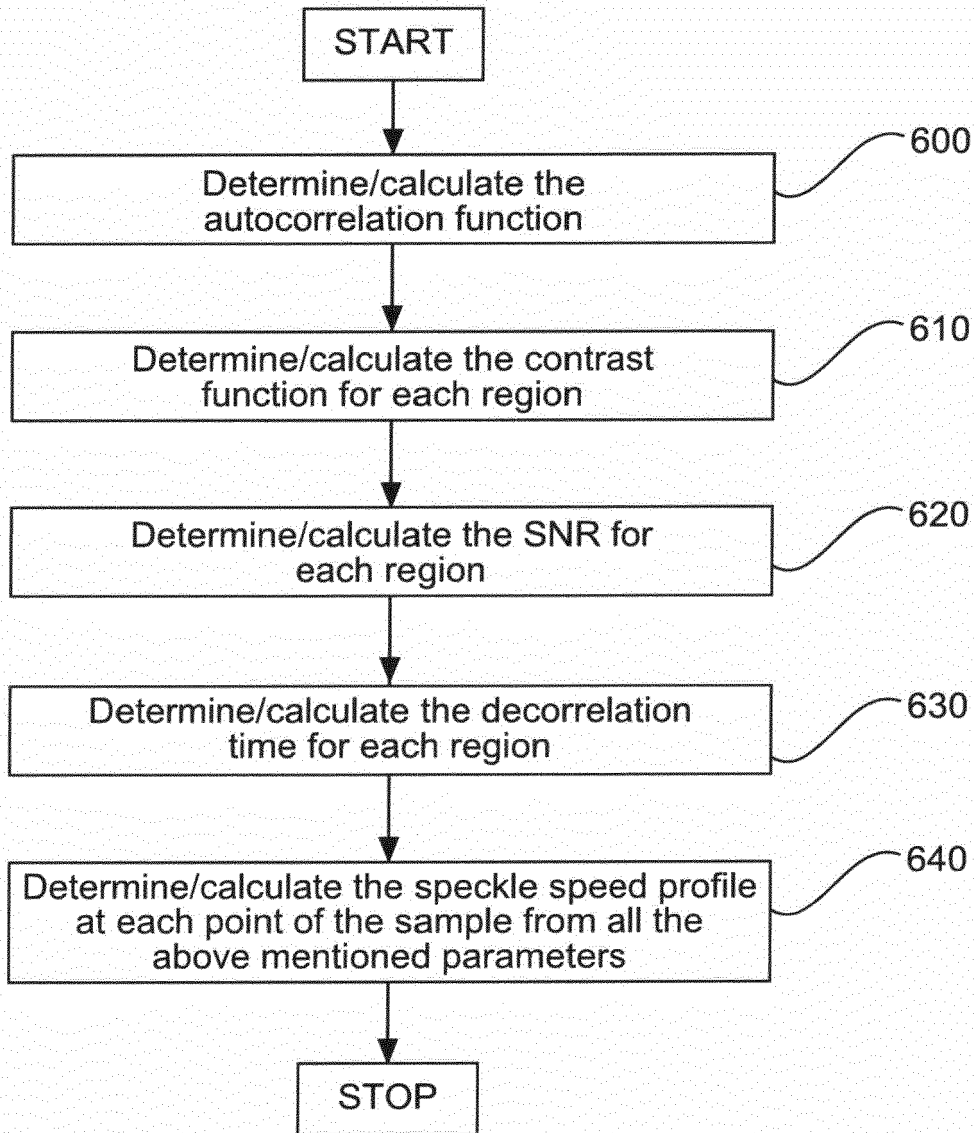 START
600
Determine/calculate the
autocorrelation function
610
Determine/calculate the contrast
function for each region
620
Determine/calculate the SNR for
each region
630
Determine/calculate the decorrelation
time for each region
640
Determine/calculate the speckle speed profile
at each point of the sample from all the
above mentioned parameters
STOP